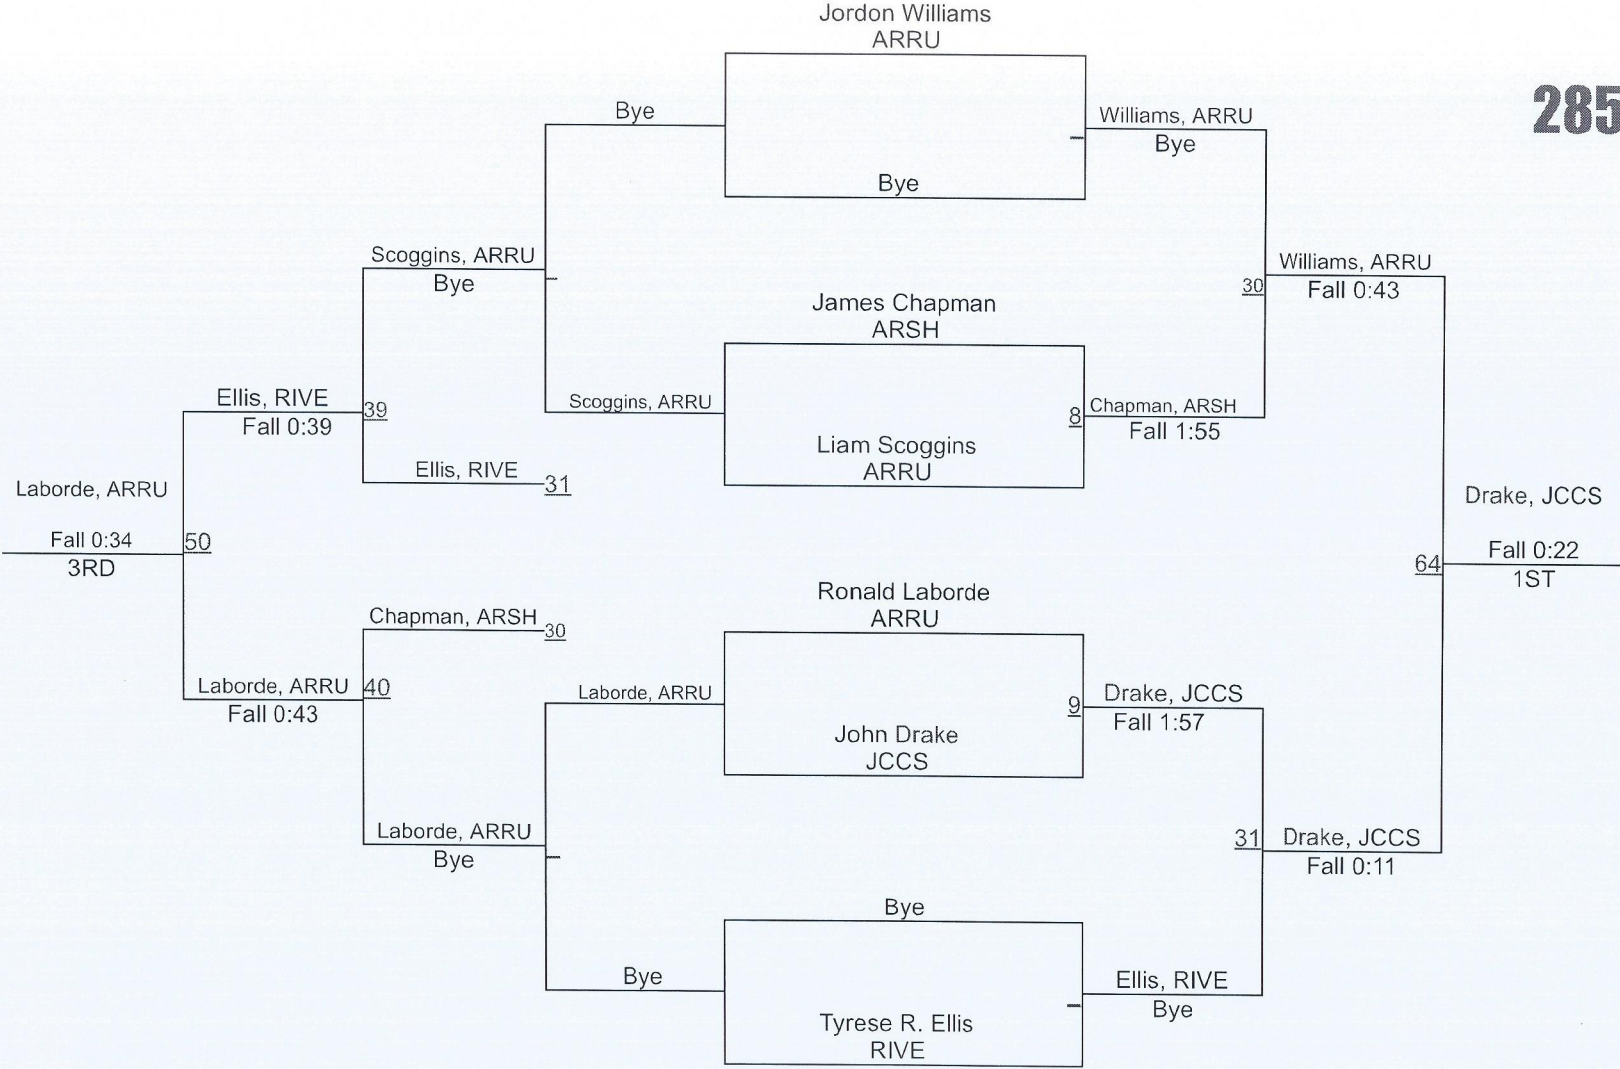 Jordon Williams
ARRU
285
Bye
Williams, ARRU
Bye
Bye
Scoggins, ARRU
Bye
Williams, ARRU
30
Fall 0:43
James Chapman
ARSH
Ellis, RIVE
39
Fall 0:39
Scoggins, ARRU
8
Chapman, ARSH
Fall 1:55
Liam Scoggins
ARRU
Ellis, RIVE
31
Laborde, ARRU
Drake, JCCS
Fall 0:34
50
3RD
64
Fall 0:22
1ST
Ronald Laborde
ARRU
Chapman, ARSH
30
Laborde, ARRU
40
Fall 0:43
Laborde, ARRU
9
Drake, JCCS
Fall 1:57
John Drake
JCCS
Laborde, ARRU
Bye
31
Drake, JCCS
Fall 0:11
Bye
Bye
Ellis, RIVE
Bye
Tyrese R. Ellis
RIVE